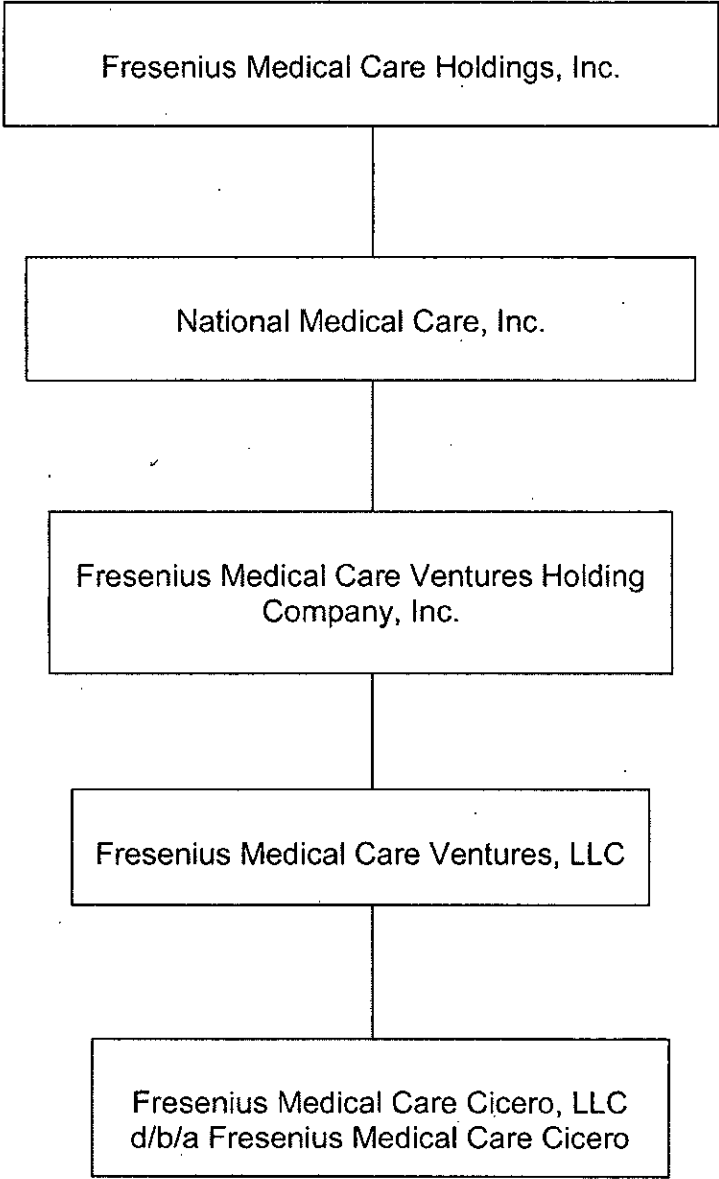 Fresenius Medical Care Holdings, Inc.
National Medical Care, Inc.
Fresenius Medical Care Ventures Holding
Company, Inc.
Fresenius Medical Care Ventures, LLC
Fresenius Medical Care Cicero, LLC
d/b/a Fresenius Medical Care Cicero